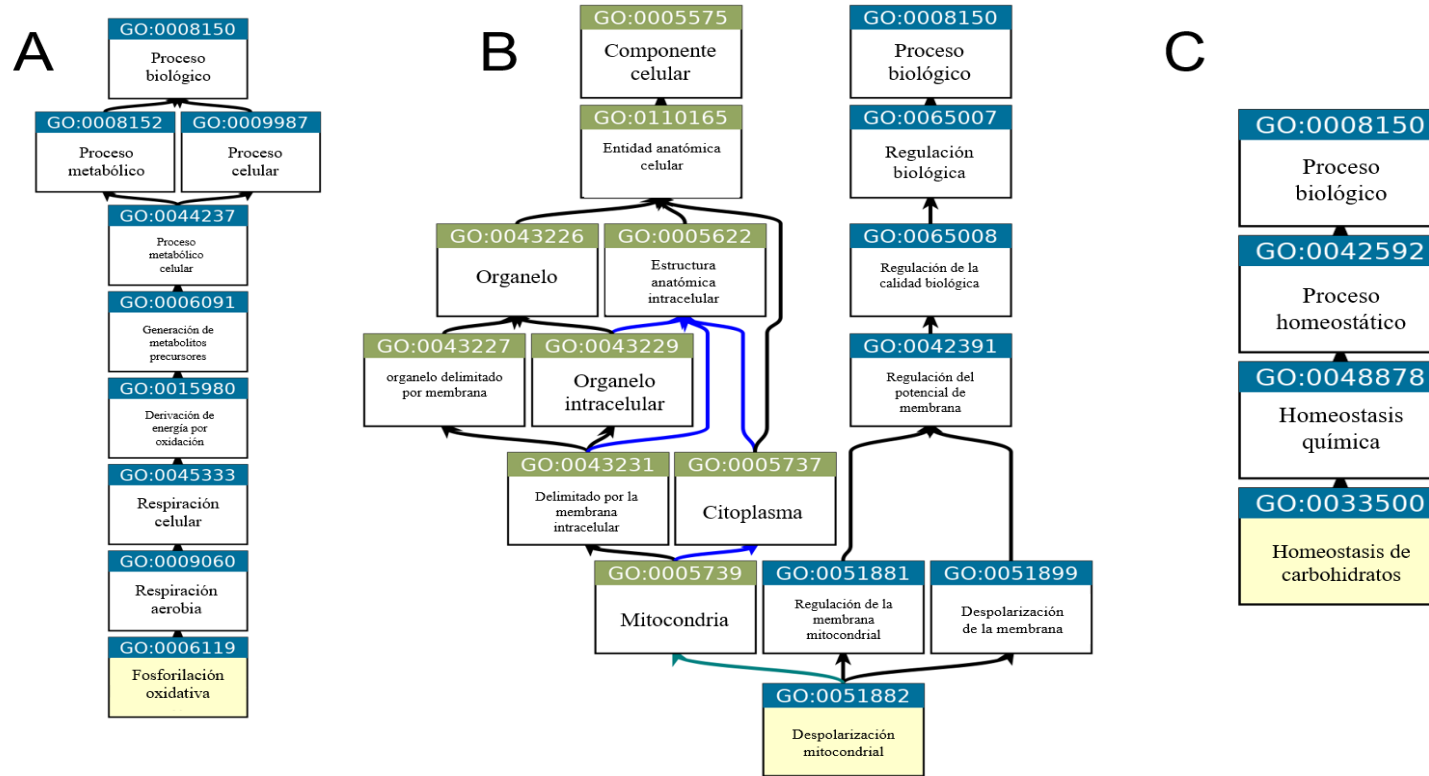 A
GO:0008150
Proceso
biológico
GO:0008152
Proceso
metabólico
GO:0009987
Proceso
celular
GO:0044237
Proceso
metabólico
celular
GO:0006091
Generación de
metabolitos
precursores
GO:0015980
Derivación de
energía por
oxidación
GO:0045333
Respiración
celular
GO:0009060
Respiración
aerobia
GO:0006119
Fosforilación
oxidativa
B
GO:0005575
Componente
celular
GO:0110165
Entidad anatómica
celular
GO:0043226
Organelo
GO:0005622
Estructura
anatómica
intracelular
GO:0043227
organelo delimitado
por membrana
GO:0043229
Organelo
intracelular
GO:0043231
Delimitado por la
membrana
intracelular
GO:0005737
Citoplasma
GO:0005739
Mitocondria
GO:0008150
Proceso
biológico
GO:0065007
Regulación
biológica
GO:0065008
Regulación de la
calidad biológica
GO:0042391
Regulación del
potencial de
membrana
GO:0051881
Regulación de la
membrana
mitocondrial
GO:0051899
Despolarización
de la membrana
GO:0051882
Despolarización
mitocondrial
C
GO:0008150
Proceso
biológico
GO:0042592
Proceso
homeostático
GO:0048878
Homeostasis
química
GO:0033500
Homeostasis de
carbohidratos